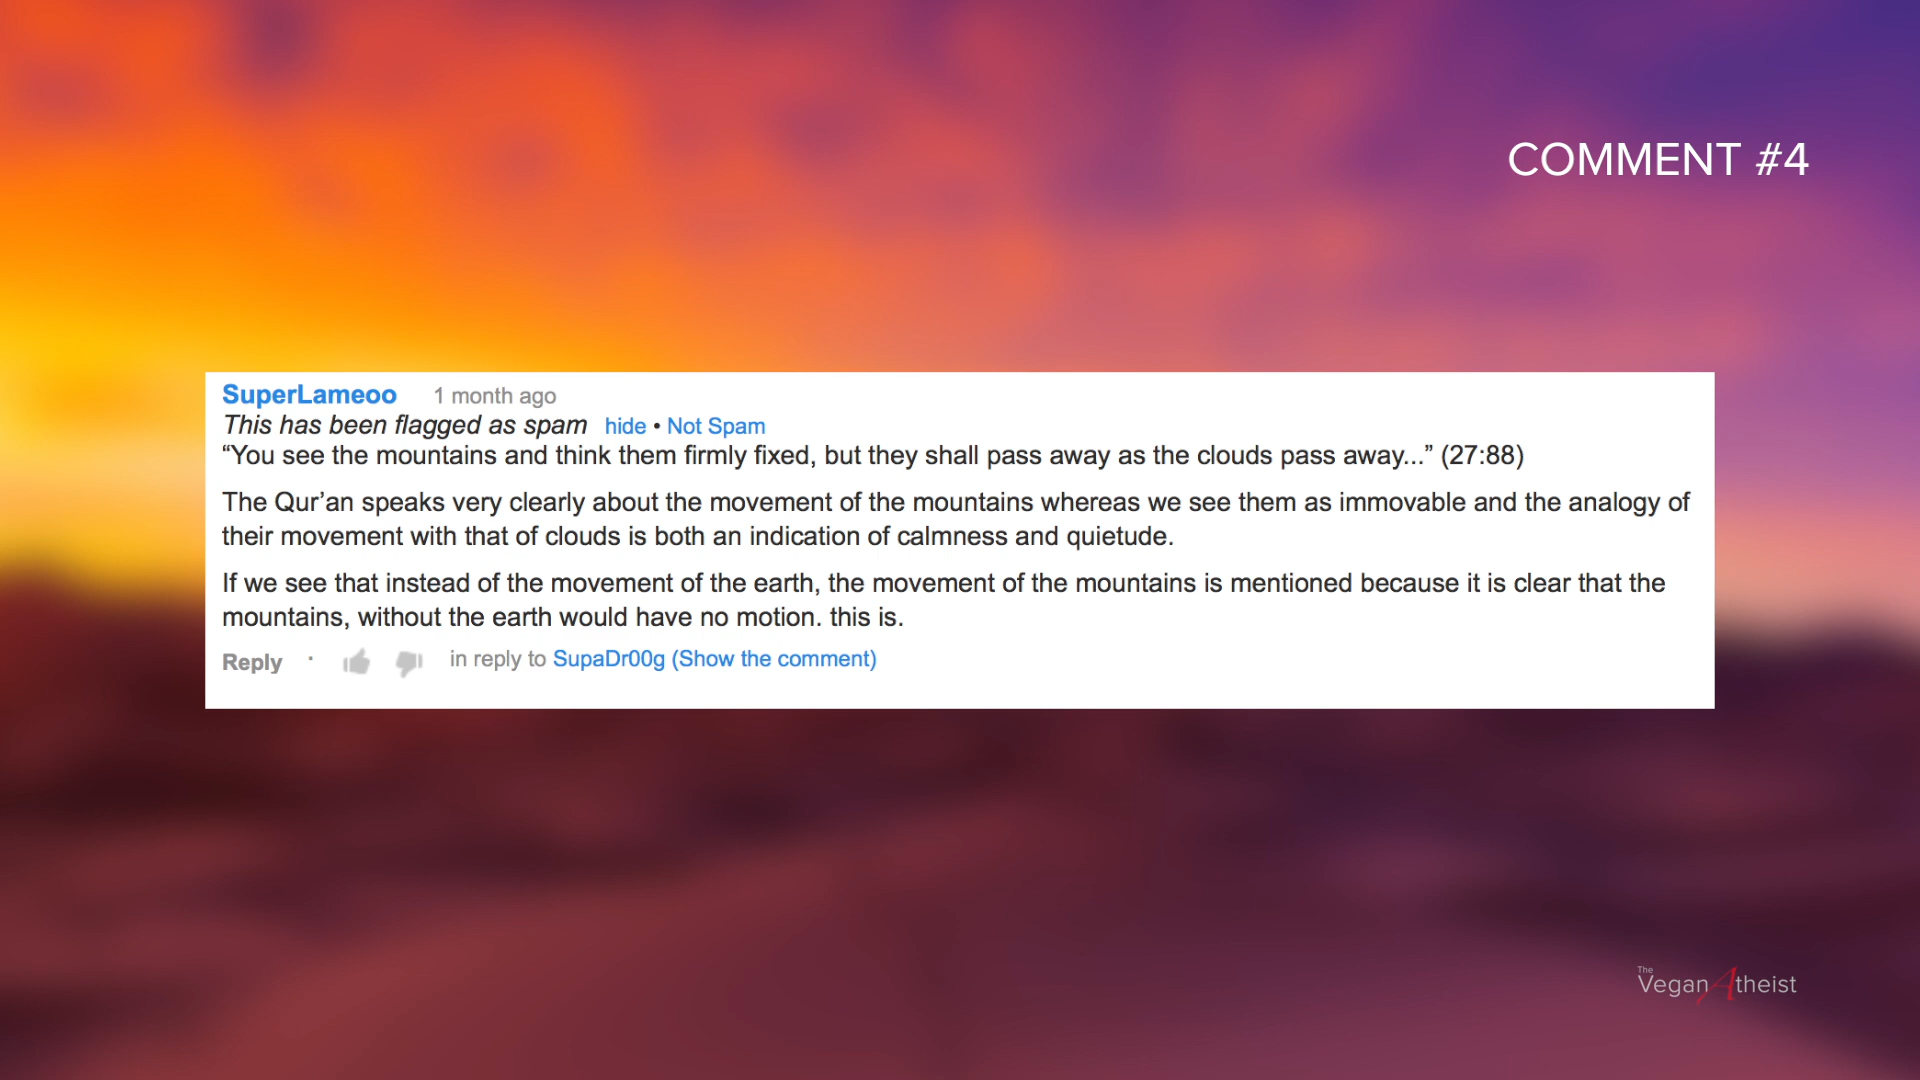 COMMENT #4
SuperLameoo 1 month ago
This has been flagged as spam hide • Not Spam
“You see the mountains and think them firmly fixed, but they shall pass away as the clouds pass away...” (27:88)
The Qur’an speaks very clearly about the movement of the mountains whereas we see them as immovable and the analogy of
their movement with that of clouds is both an indication of calmness and quietude.
If we see that instead of the movement of the earth, the movement of the mountains is mentioned because it is clear that the
mountains, without the earth would have no motion. this is.
Reply · in reply to SupaDr00g (Show the comment)
The Vegan Atheist